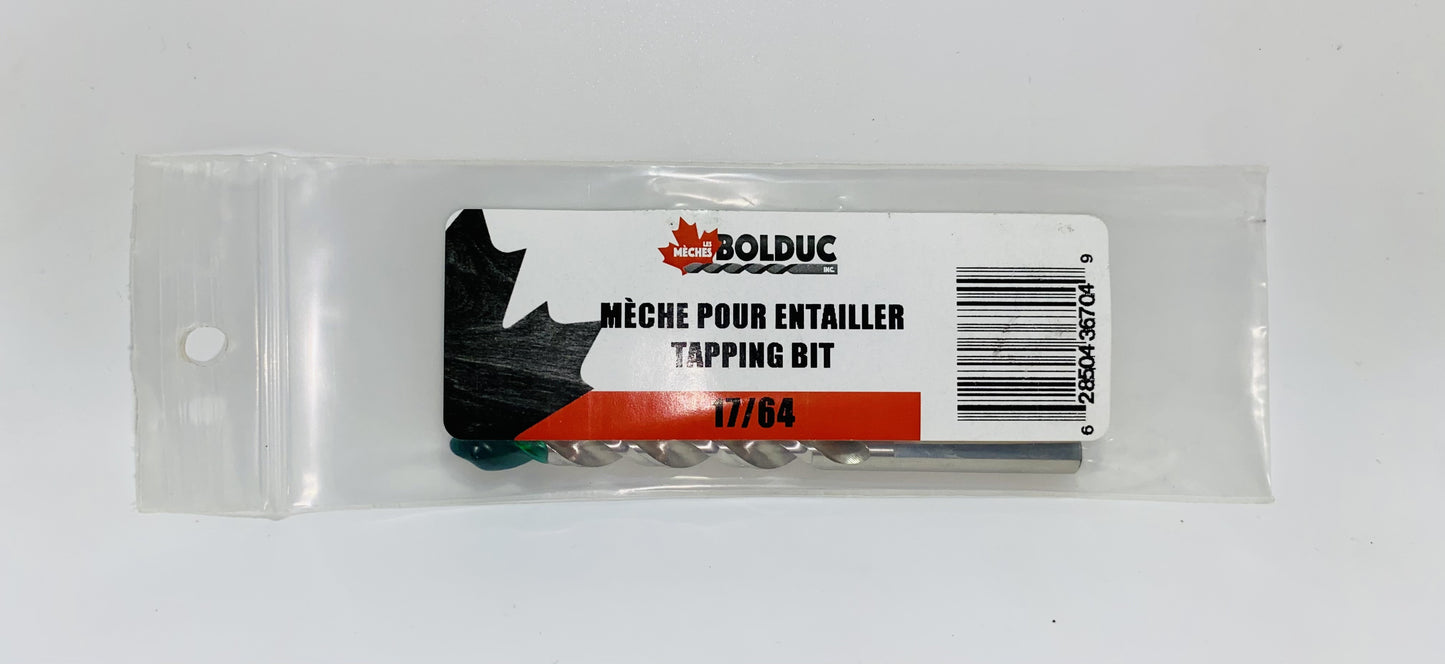 LES
MÈCHES BOLDUC
INC.
MÈCHE POUR ENTAILLER
TAPPING BIT
17/64
6 28504 36704 9